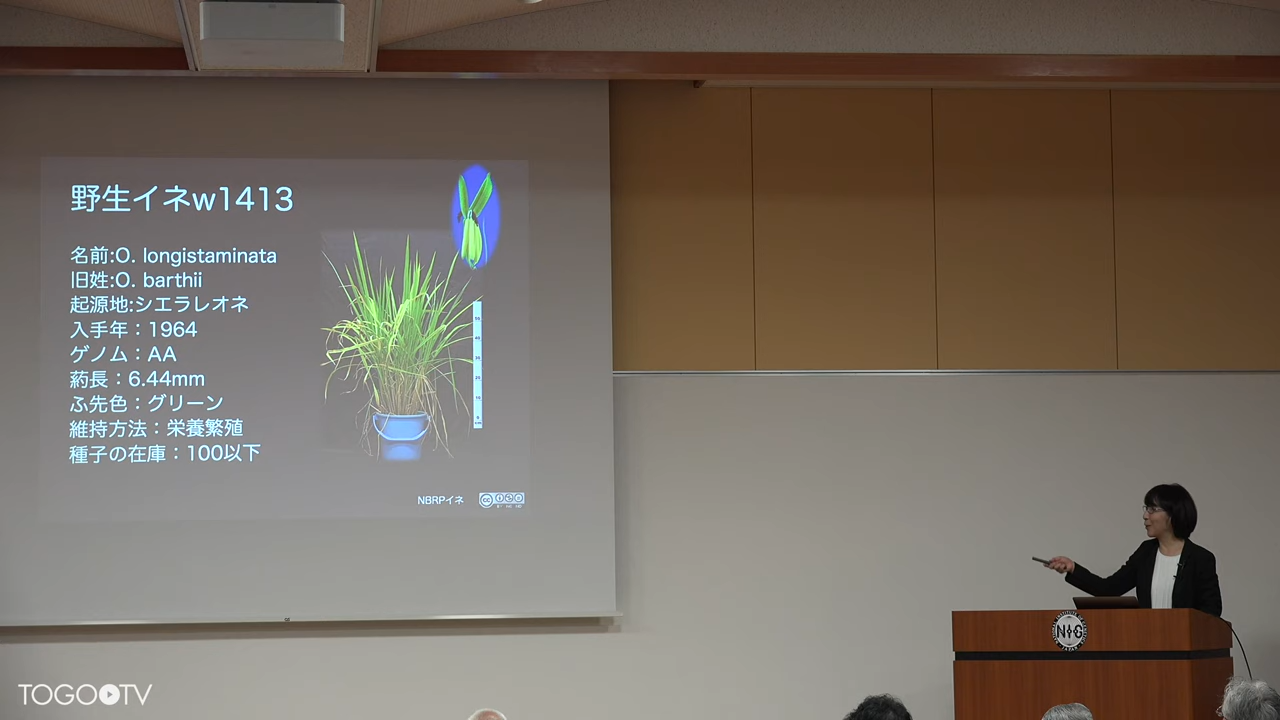 野生イネw1413
名前:O. longistaminata
旧姓:O. barthii
起源地:シエラレオネ
入手年：1964
ゲノム：AA
葯長：6.44mm
ふ先色：グリーン
維持方法：栄養繁殖
種子の在庫：100以下
NBRPイネ
NIG
JAPAN
TOGOTV